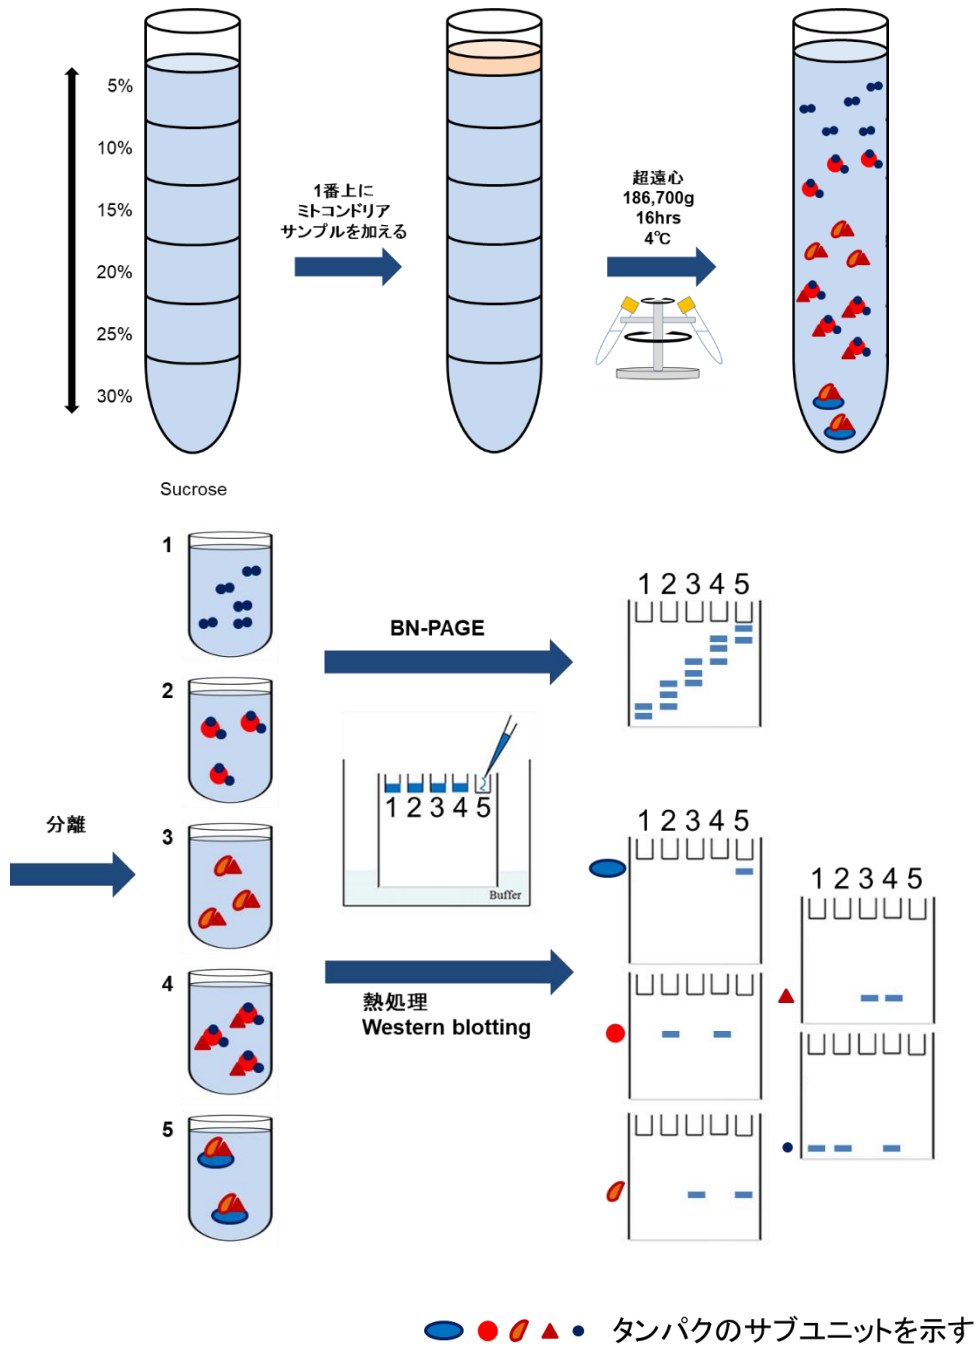 5%
10%
15%
20%
25%
30%
Sucrose
1番上に
ミトコンドリア
サンプルを加える
超遠心
186,700g
16hrs
4℃
分離
1
2
3
4
5
BN-PAGE
1 2 3 4 5
Buffer
熱処理
Western blotting
1 2 3 4 5
1 2 3 4 5
1 2 3 4 5
タンパクのサブユニットを示す